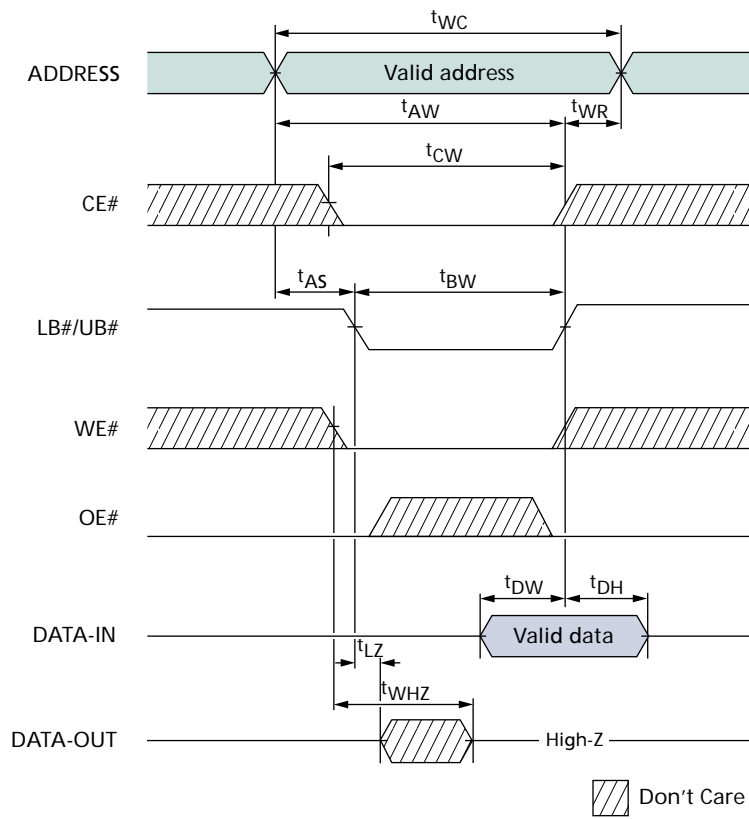 tWC
ADDRESS
Valid address
tAW
tWR
tCW
CE#
tAS
tBW
LB#/UB#
WE#
OE#
tDW
tDH
DATA-IN
Valid data
tLZ
tWHZ
DATA-OUT
High-Z
Don't Care